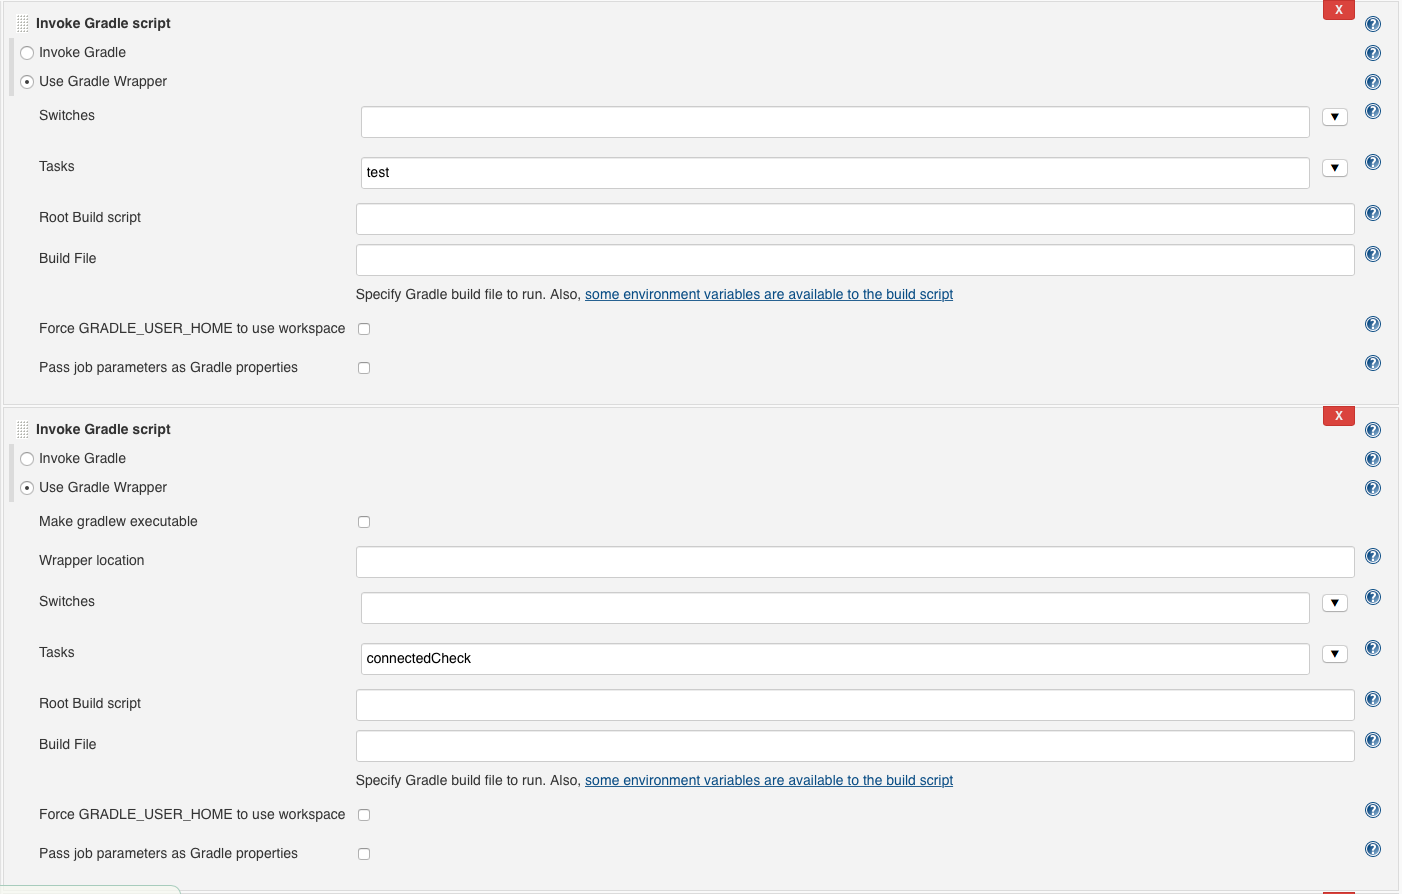 Invoke Gradle script
X
Invoke Gradle
Use Gradle Wrapper
Switches
Tasks
test
Root Build script
Build File
Specify Gradle build file to run. Also, some environment variables are available to the build script
Force GRADLE_USER_HOME to use workspace
Pass job parameters as Gradle properties
Invoke Gradle script
X
Invoke Gradle
Use Gradle Wrapper
Make gradlew executable
Wrapper location
Switches
Tasks
connectedCheck
Root Build script
Build File
Specify Gradle build file to run. Also, some environment variables are available to the build script
Force GRADLE_USER_HOME to use workspace
Pass job parameters as Gradle properties